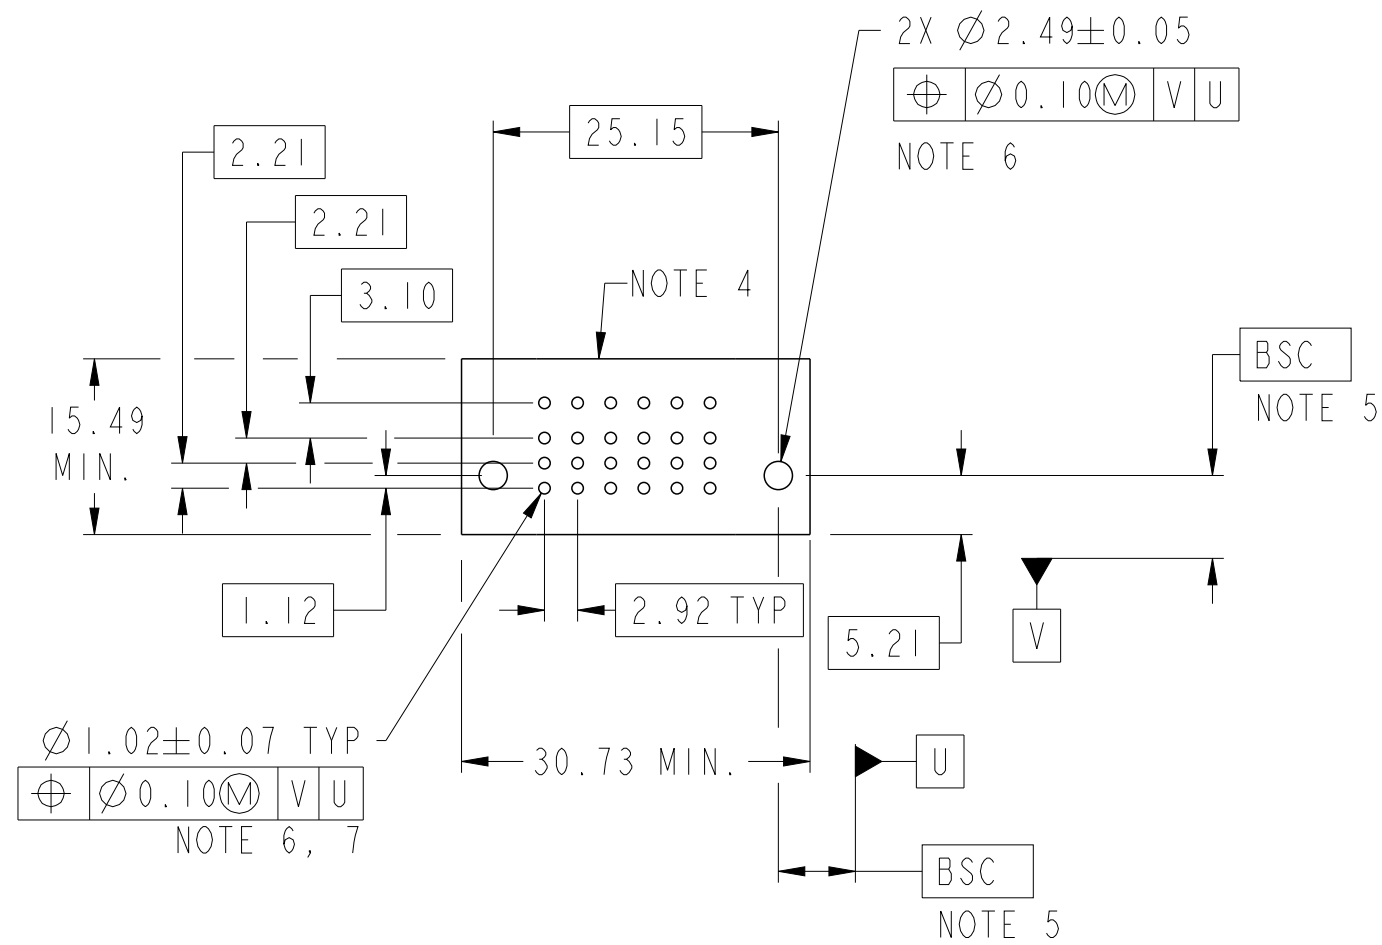 2X ⌀2.49±0.05
⌖ ⌀0.10Ⓜ V U
NOTE 6
25.15
2.21
2.21
3.10
NOTE 4
BSC
NOTE 5
15.49
MIN.
1.12
2.92 TYP
5.21
V
⌀1.02±0.07 TYP
⌖ ⌀0.10Ⓜ V U
NOTE 6, 7
30.73 MIN.
U
BSC
NOTE 5